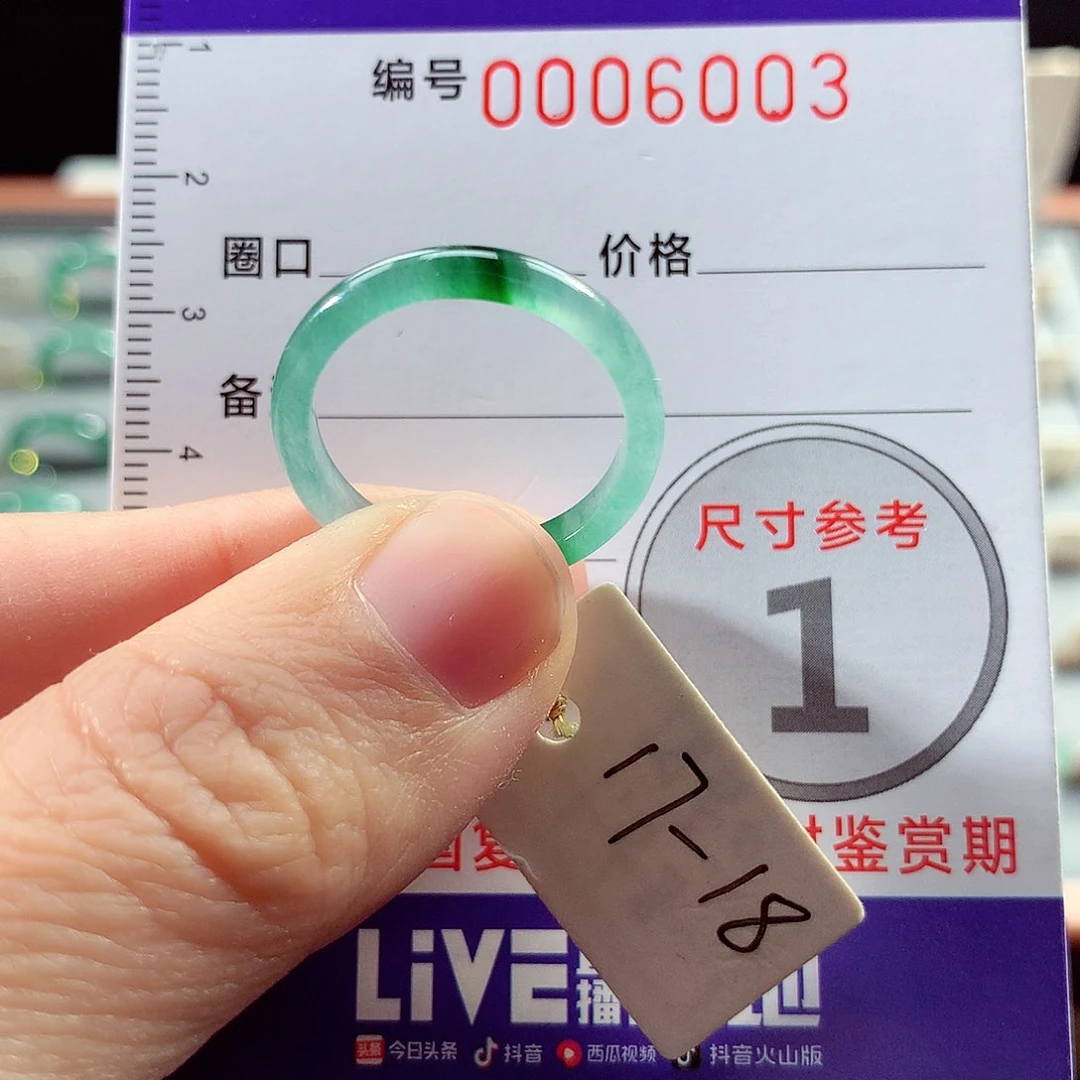 编号 0006003
1
2
3
4
圈口 价格
备
尺寸参考
1
17-18
鉴赏期
LiVE
播
今日头条 抖音 西瓜视频 抖音火山版